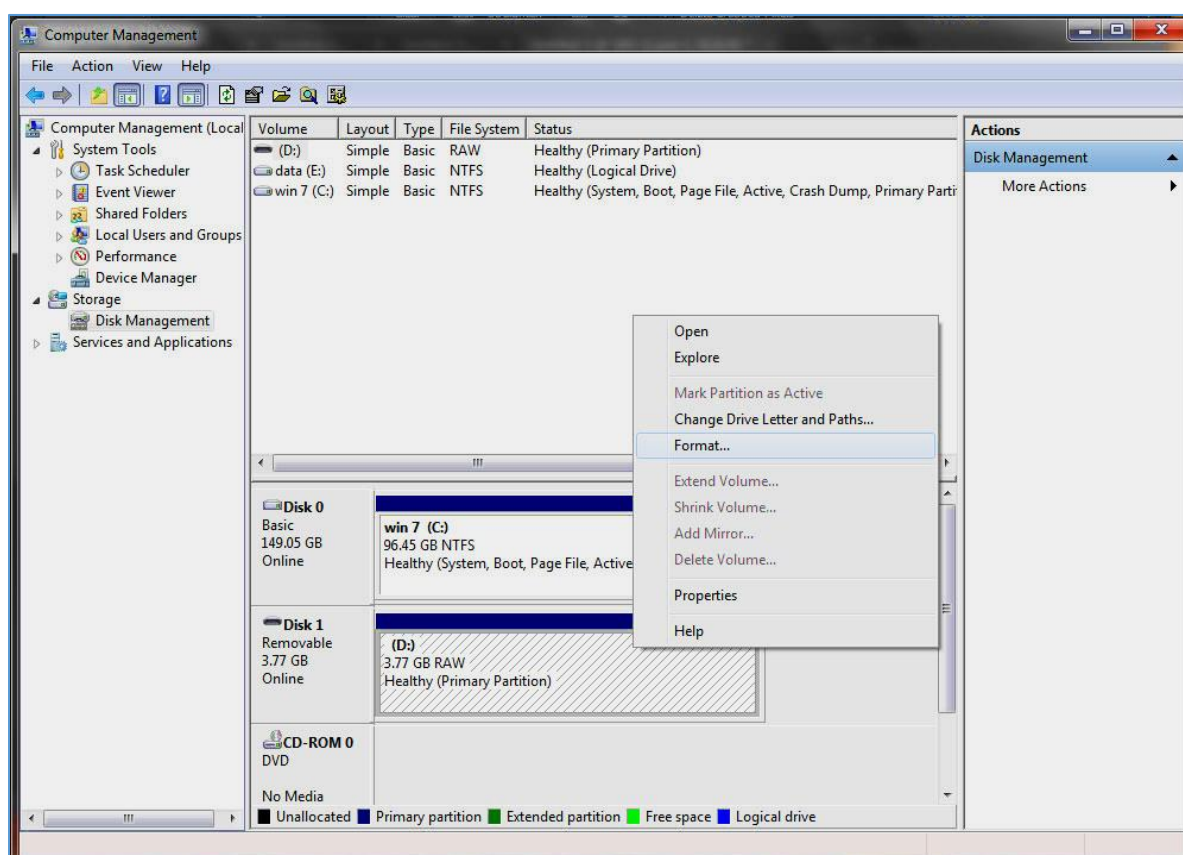 Computer Management
File Action View Help
Computer Management (Local
System Tools
Task Scheduler
Event Viewer
Shared Folders
Local Users and Groups
Performance
Device Manager
Storage
Disk Management
Services and Applications
Volume Layout Type File System Status
(D:) Simple Basic RAW Healthy (Primary Partition)
data (E:) Simple Basic NTFS Healthy (Logical Drive)
win 7 (C:) Simple Basic NTFS Healthy (System, Boot, Page File, Active, Crash Dump, Primary Parti
Open
Explore
Mark Partition as Active
Change Drive Letter and Paths...
Format...
Extend Volume...
Shrink Volume...
Add Mirror...
Delete Volume...
Properties
Help
Disk 0
Basic
149.05 GB
Online
win 7 (C:)
96.45 GB NTFS
Healthy (System, Boot, Page File, Active
Disk 1
Removable
3.77 GB
Online
(D:)
3.77 GB RAW
Healthy (Primary Partition)
CD-ROM 0
DVD
No Media
Unallocated Primary partition Extended partition Free space Logical drive
Actions
Disk Management
More Actions